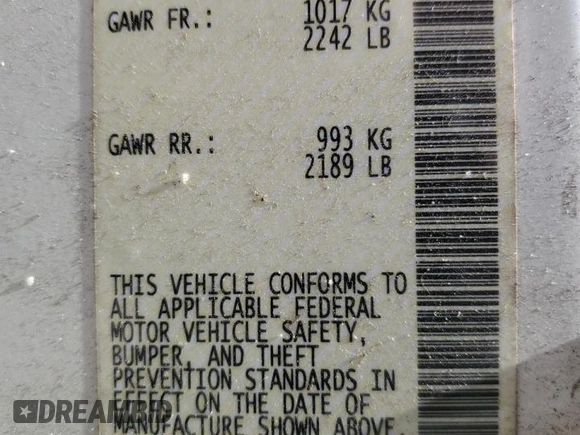 GAWR FR.: 1017 KG
2242 LB
GAWR RR.: 993 KG
2189 LB
THIS VEHICLE CONFORMS TO
ALL APPLICABLE FEDERAL
MOTOR VEHICLE SAFETY,
BUMPER, AND THEFT
PREVENTION STANDARDS IN
EFFECT ON THE DATE OF
MANUFACTURE SHOWN ABOVE.
DREAMBID